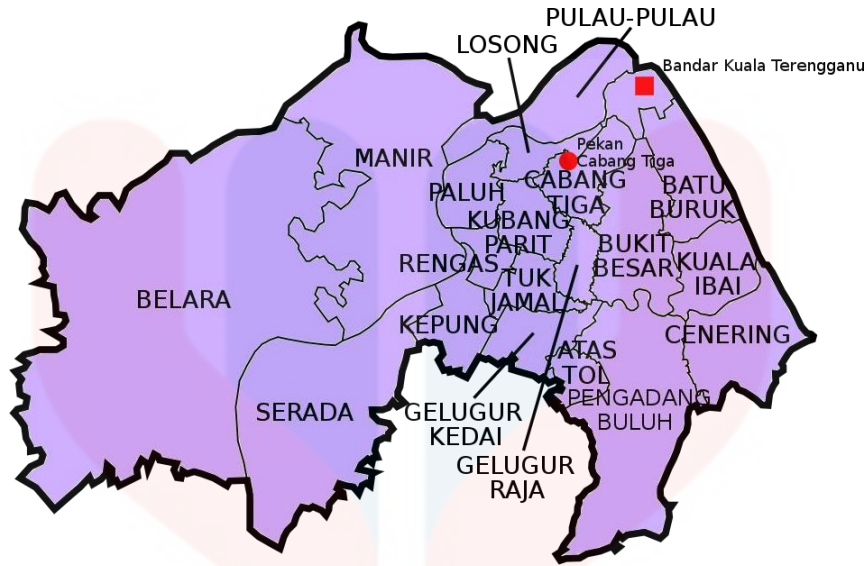 PULAU-PULAU
LOSONG
Bandar Kuala Terengganu
Pekan
Cabang Tiga
MANIR
CABANG
TIGA
PALUH
BATU
BURUK
KUBANG
PARIT
BUKIT
BESAR
RENGAS
KUALA
IBAI
TUK
JAMAL
BELARA
KEPUNG
CENERING
ATAS
TOL
PENGADANG
BULUH
SERADA
GELUGUR
KEDAI
GELUGUR
RAJA